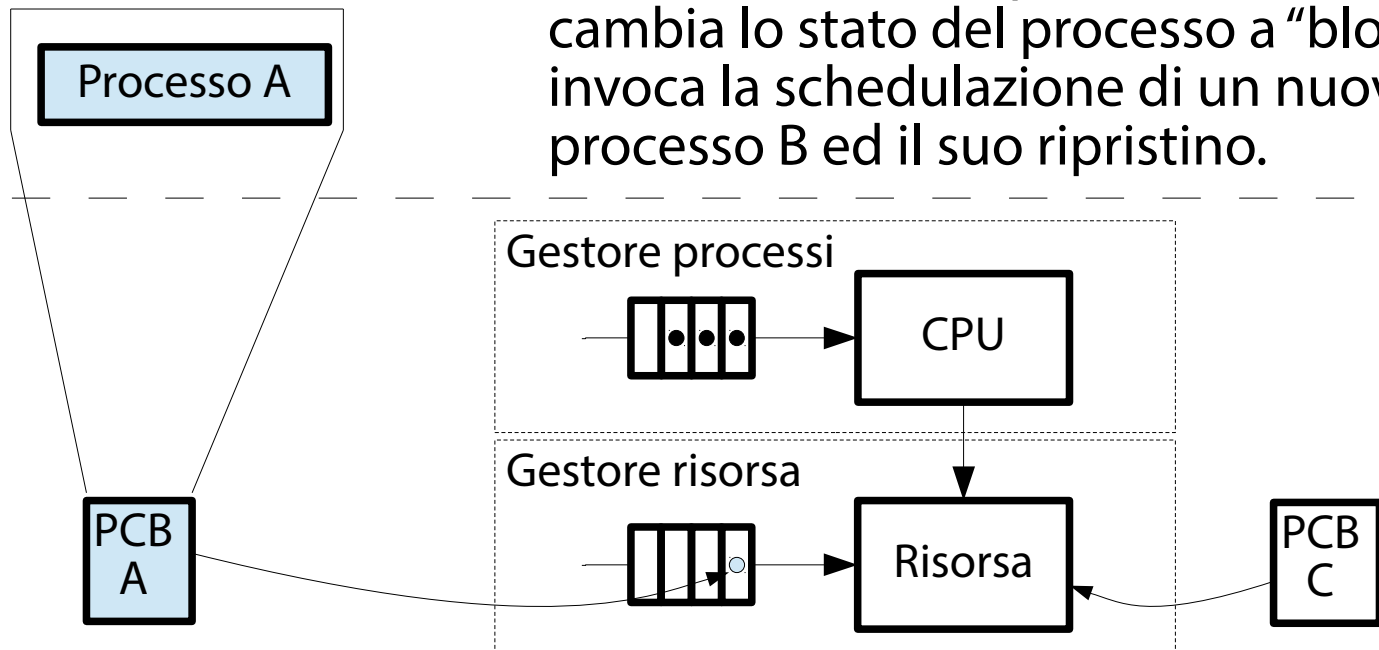 cambia lo stato del processo a “blo
invoca la schedulazione di un nuov
processo B ed il suo ripristino.
Processo A
Gestore processi
CPU
Gestore risorsa
PCB
A
Risorsa
PCB
C